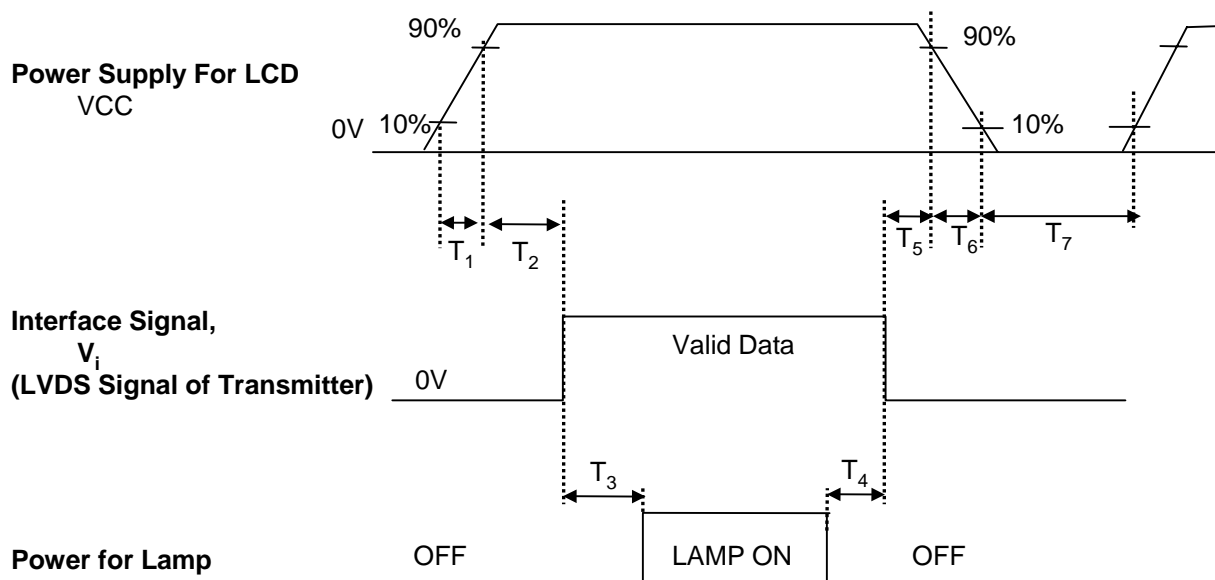 90%
90%
Power Supply For LCD
VCC
0V
10%
10%
T1
T2
T5
T6
T7
Interface Signal,
Vi
(LVDS Signal of Transmitter)
Valid Data
0V
T3
T4
Power for Lamp
OFF
LAMP ON
OFF